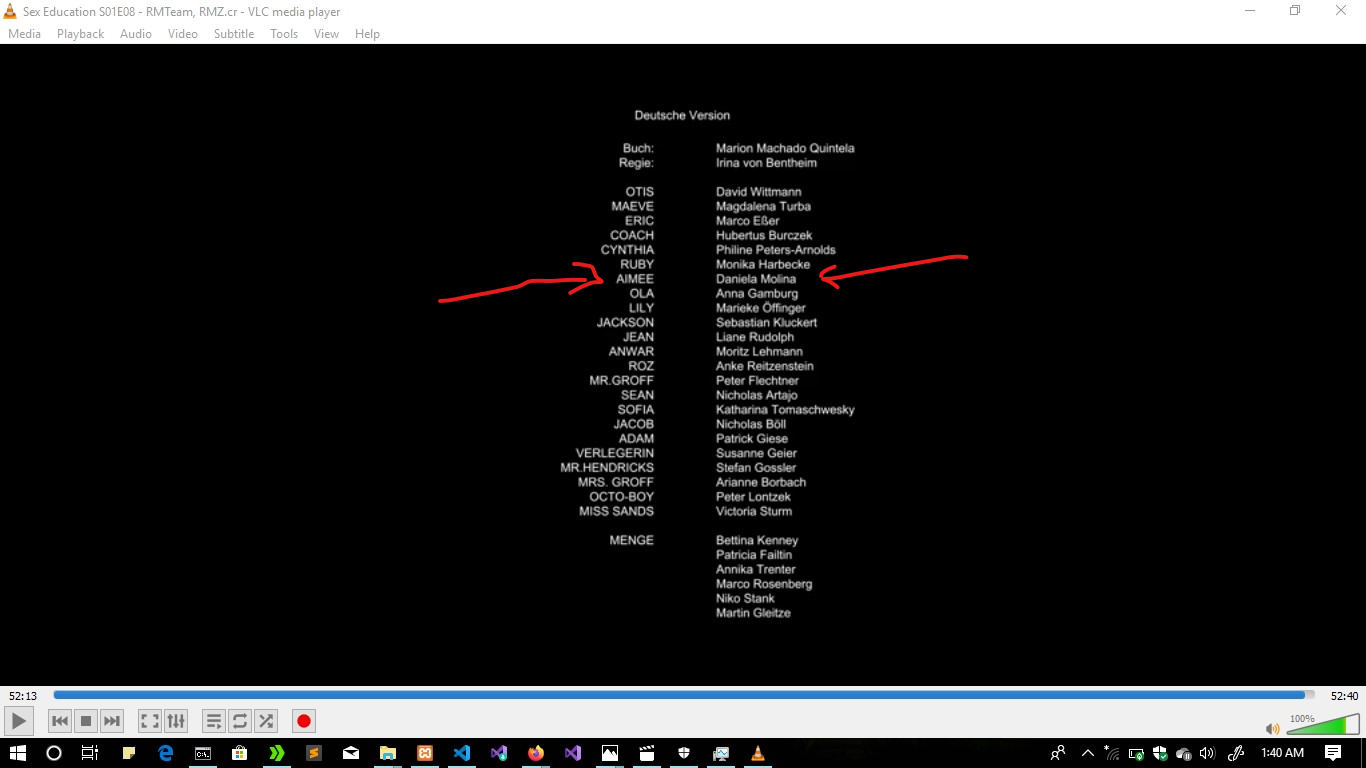 Sex Education S01E08 - RMTeam, RMZ.cr - VLC media player
Media Playback Audio Video Subtitle Tools View Help
Deutsche Version
Buch: Marion Machado Quintela
Regie: Irina von Bentheim
OTIS David Wittmann
MAEVE Magdalena Turba
ERIC Marco Eßer
COACH Hubertus Burczek
CYNTHIA Philine Peters-Arnolds
RUBY Monika Harbecke
AIMEE Daniela Molina
OLA Anna Gamburg
LILY Marieke Öffinger
JACKSON Sebastian Kluckert
JEAN Liane Rudolph
ANWAR Moritz Lehmann
ROZ Anke Reitzenstein
MR.GROFF Peter Flechtner
SEAN Nicholas Artajo
SOFIA Katharina Tomaschwesky
JACOB Nicholas Böll
ADAM Patrick Giese
VERLEGERIN Susanne Geier
MR.HENDRICKS Stefan Gossler
MRS. GROFF Arianne Borbach
OCTO-BOY Peter Lontzek
MISS SANDS Victoria Sturm
MENGE Bettina Kenney
Patricia Failtin
Annika Trenter
Marco Rosenberg
Niko Stank
Martin Gleitze
52:13 52:40
100%
1:40 AM